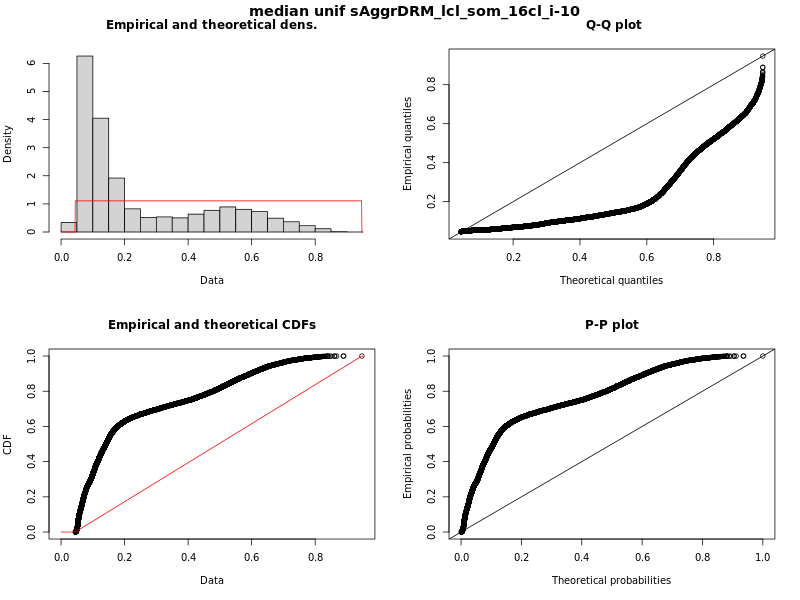 median unif sAggrDRM_lcl_som_16cl_i-10
Empirical and theoretical dens.
Density
0 1 2 3 4 5 6
0.0 0.2 0.4 0.6 0.8
Data
Q-Q plot
Empirical quantiles
0.2 0.4 0.6 0.8
0.2 0.4 0.6 0.8
Theoretical quantiles
Empirical and theoretical CDFs
CDF
0.0 0.2 0.4 0.6 0.8 1.0
0.0 0.2 0.4 0.6 0.8
Data
P-P plot
Empirical probabilities
0.0 0.2 0.4 0.6 0.8 1.0
0.0 0.2 0.4 0.6 0.8 1.0
Theoretical probabilities